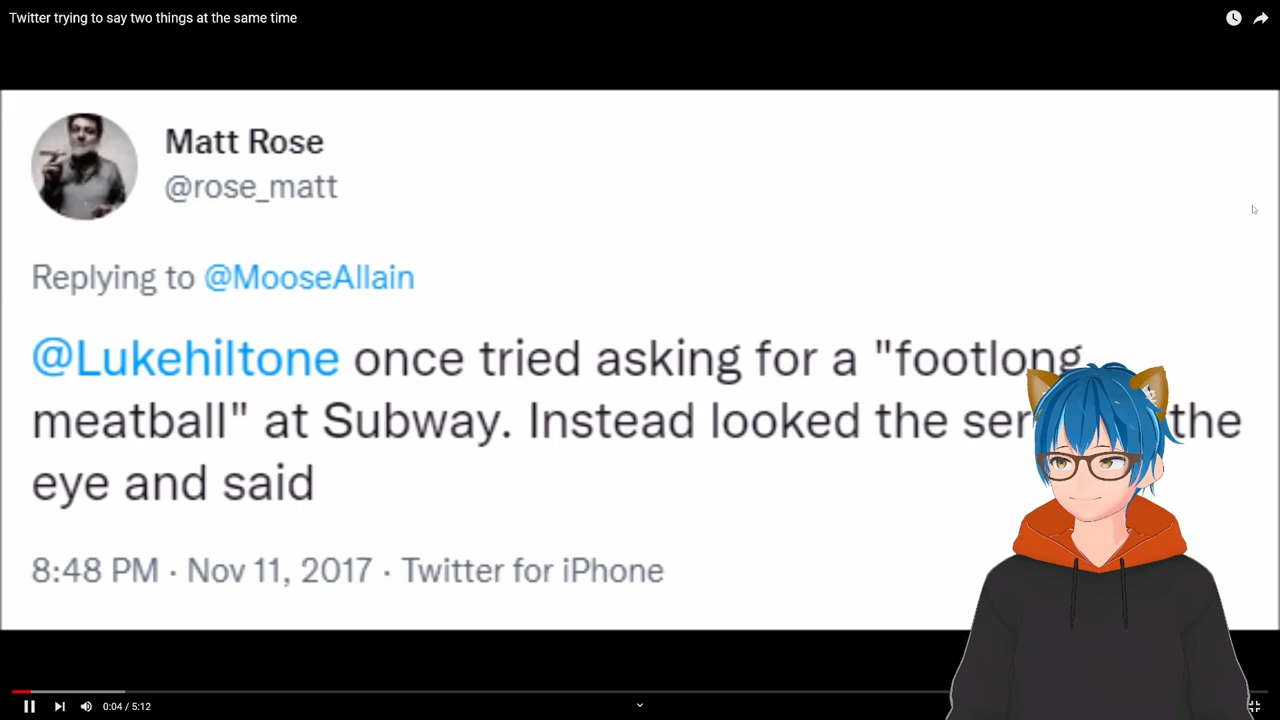 Twitter trying to say two things at the same time
Matt Rose
@rose_matt
Replying to @MooseAllain
@Lukehiltone once tried asking for a "footlong
meatball" at Subway. Instead looked the the
eye and said
8:48 PM · Nov 11, 2017 · Twitter for iPhone
0:04 / 5:12